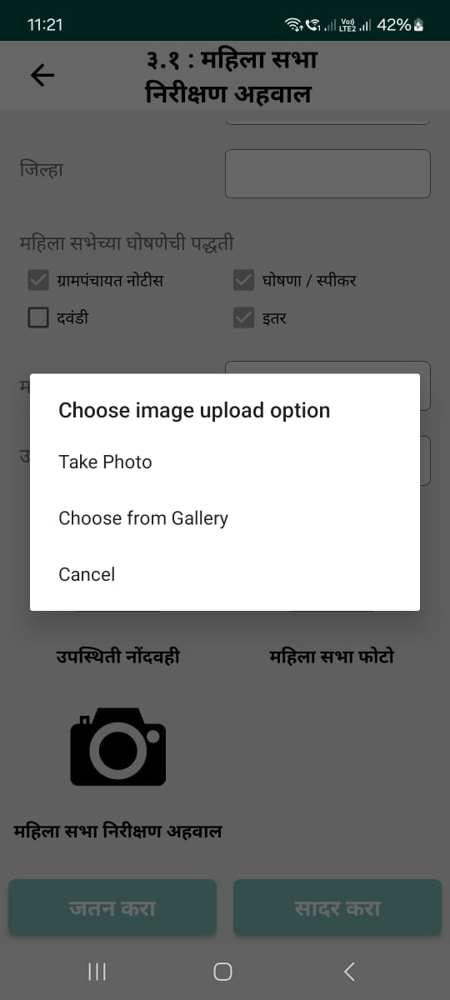 11:21
Vo) LTE2 42%
३.१ : महिला सभा
निरीक्षण अहवाल
जिल्हा
महिला सभेच्या घोषणेची पद्धती
ग्रामपंचायत नोटीस घोषणा / स्पीकर
दवंडी इतर
Choose image upload option
Take Photo
Choose from Gallery
Cancel
उपस्थिती नोंदवही महिला सभा फोटो
महिला सभा निरीक्षण अहवाल
जतन करा सादर करा